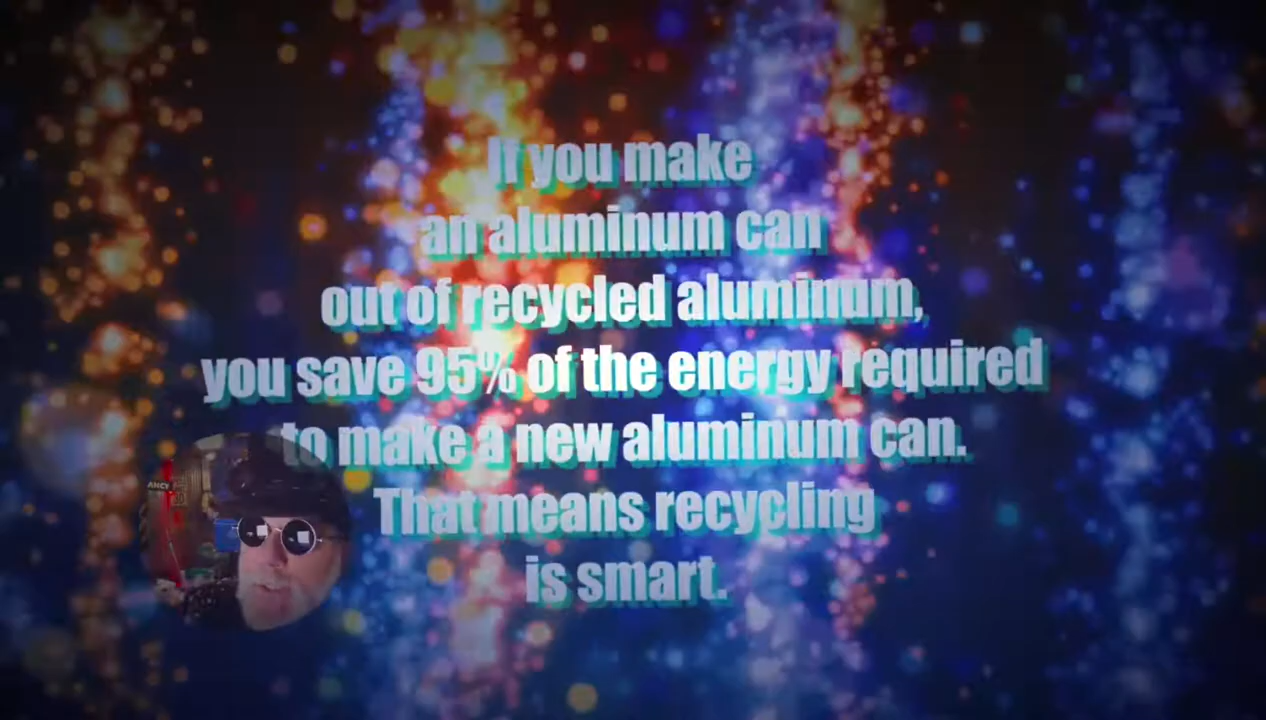 If you make
an aluminum can
out of recycled aluminum,
you save 95% of the energy required
to make a new aluminum can.
That means recycling
is smart.